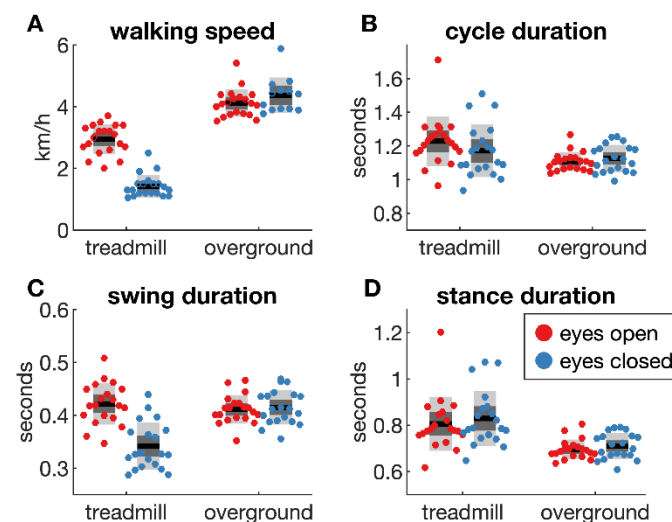 A walking speed
km/h
6
4
2
0
treadmill overground
B cycle duration
seconds
1.6
1.4
1.2
1
0.8
treadmill overground
C swing duration
seconds
0.6
0.5
0.4
0.3
treadmill overground
D stance duration
seconds
1.2
1
0.8
0.6
eyes open
eyes closed
treadmill overground